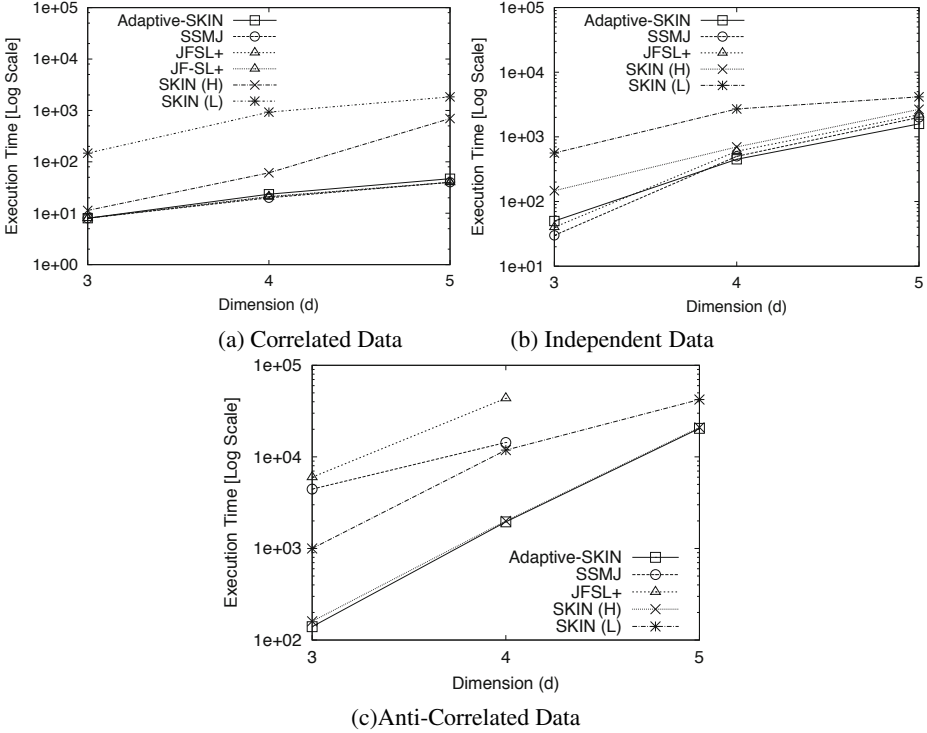 1e+05
1e+04
1e+03
1e+02
1e+01
1e+00
Execution Time [Log Scale]
Adaptive-SKIN
SSMJ
JFSL+
JF-SL+
SKIN (H)
SKIN (L)
3 4 5
Dimension (d)
(a) Correlated Data
1e+05
1e+04
1e+03
1e+02
1e+01
Execution Time [Log Scale]
Adaptive-SKIN
SSMJ
JFSL+
SKIN (H)
SKIN (L)
3 4 5
Dimension (d)
(b) Independent Data
1e+05
1e+04
1e+03
1e+02
Execution Time [Log Scale]
Adaptive-SKIN
SSMJ
JFSL+
SKIN (H)
SKIN (L)
3 4 5
Dimension (d)
(c)Anti-Correlated Data